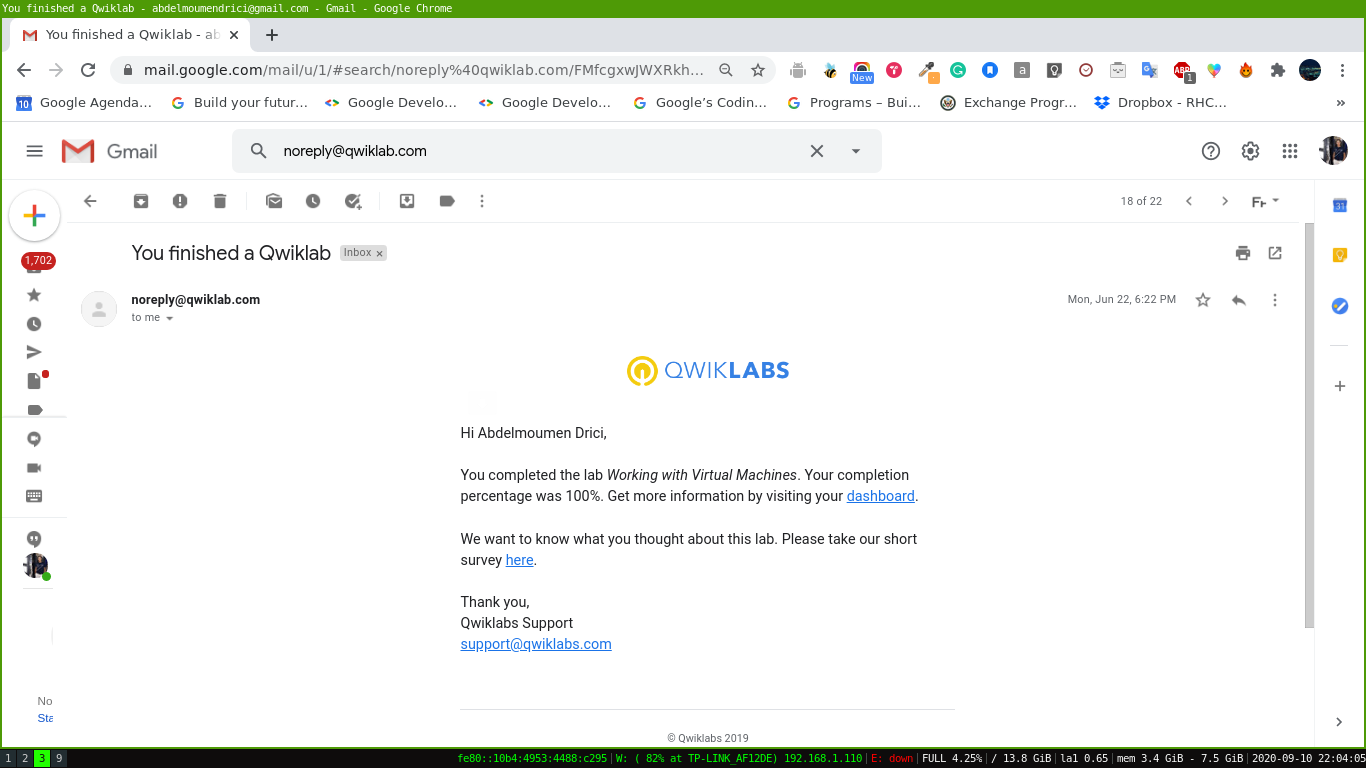 You finished a Qwiklab - abdelmoumendrici@gmail.com - Gmail - Google Chrome
You finished a Qwiklab - ab
mail.google.com/mail/u/1/#search/noreply%40qwiklab.com/FMfcgxwJWXRkh...
New
ABP
1
Google Agenda...
Build your futur...
Google Develo...
Google Develo...
Google's Codin...
Programs – Bui...
Exchange Progr...
Dropbox - RHC...
»
Gmail
noreply@qwiklab.com
18 of 22
1,702
You finished a Qwiklab
Inbox ×
noreply@qwiklab.com
Mon, Jun 22, 6:22 PM
to me
QWIKLABS
Hi Abdelmoumen Drici,
You completed the lab Working with Virtual Machines. Your completion
percentage was 100%. Get more information by visiting your dashboard.
We want to know what you thought about this lab. Please take our short
survey here.
Thank you,
Qwiklabs Support
support@qwiklabs.com
No
Sta
© Qwiklabs 2019
1 2 3 9
fe80::10b4:4953:4488:c295 | W: ( 82% at TP-LINK_AF12DE) 192.168.1.110 | E: down | FULL 4.25% | / 13.8 GiB | la1 0.65 | mem 3.4 GiB - 7.5 GiB | 2020-09-10 22:04:05